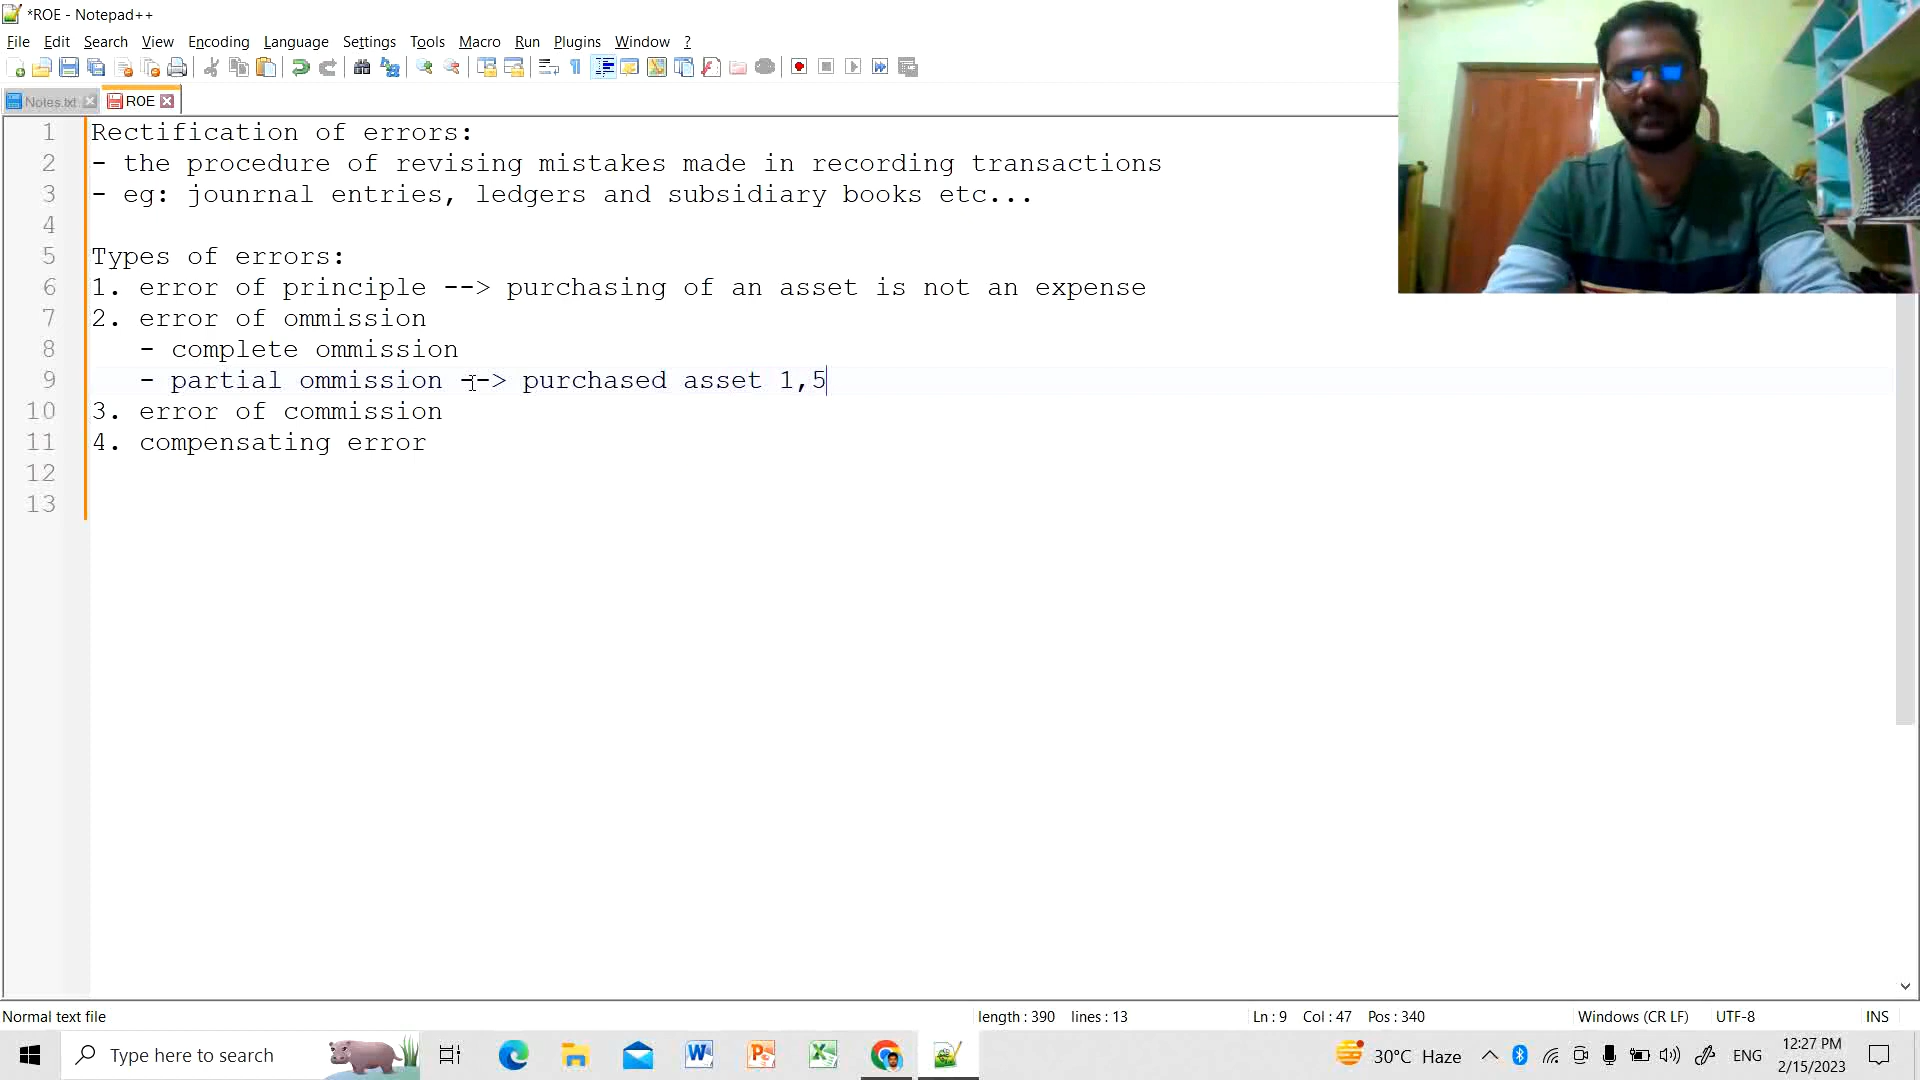 *ROE - Notepad++
File Edit Search View Encoding Language Settings Tools Macro Run Plugins Window ?
Notes.txt ROE
1 Rectification of errors:
2 - the procedure of revising mistakes made in recording transactions
3 - eg: jounrnal entries, ledgers and subsidiary books etc...
4
5 Types of errors:
6 1. error of principle --> purchasing of an asset is not an expense
7 2. error of ommission
8 - complete ommission
9 - partial ommission --> purchased asset 1,5
10 3. error of commission
11 4. compensating error
12
13
Normal text file length : 390 lines : 13 Ln : 9 Col : 47 Pos : 340 Windows (CR LF) UTF-8 INS
Type here to search 30°C Haze ENG 12:27 PM
2/15/2023